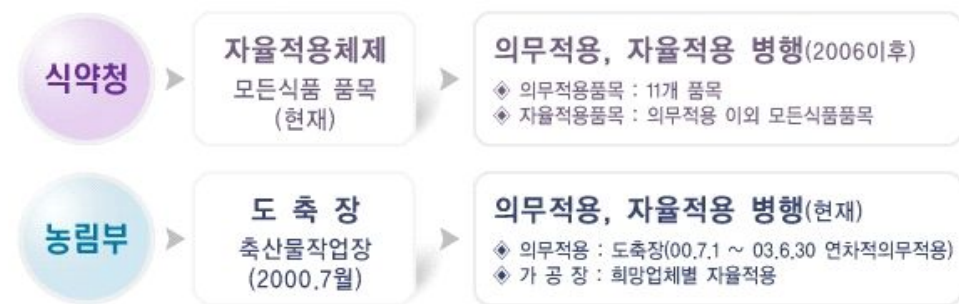 식약청
자율적용체제
모든식품 품목
(현재)
의무적용, 자율적용 병행(2006이후)
◈ 의무적용품목 : 11개 품목
◈ 자율적용품목 : 의무적용 이외 모든식품품목
농림부
도 축 장
축산물작업장
(2000.7월)
의무적용, 자율적용 병행(현재)
◈ 의무적용 : 도축장(00.7.1 ~ 03.6.30 연차적의무적용)
◈ 가 공 장 : 희망업체별 자율적용